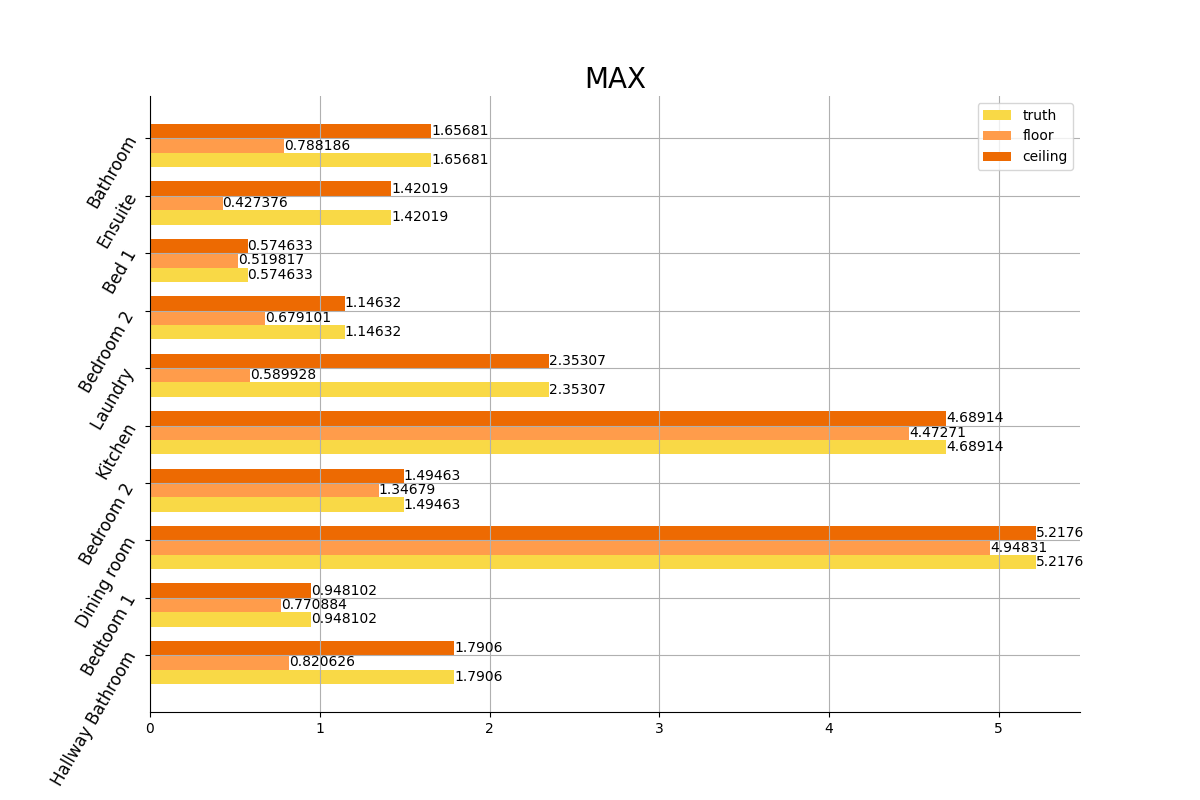 MAX
truth
floor
ceiling
Bathroom
1.65681
0.788186
1.65681
Ensuite
1.42019
0.427376
1.42019
Bed 1
0.574633
0.519817
0.574633
Bedroom 2
1.14632
0.679101
1.14632
Laundry
2.35307
0.589928
2.35307
Kitchen
4.68914
4.47271
4.68914
Bedroom 2
1.49463
1.34679
1.49463
Dining room
5.2176
4.94831
5.2176
Bedtoom 1
0.948102
0.770884
0.948102
Hallway Bathroom
1.7906
0.820626
1.7906
0 1 2 3 4 5